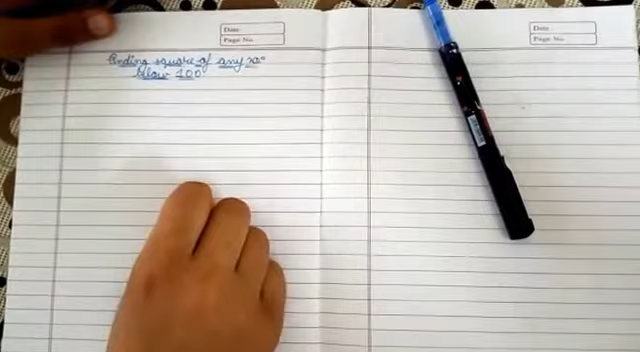 Date
Page No.
Date
Page No.
Finding square of any no
below 100